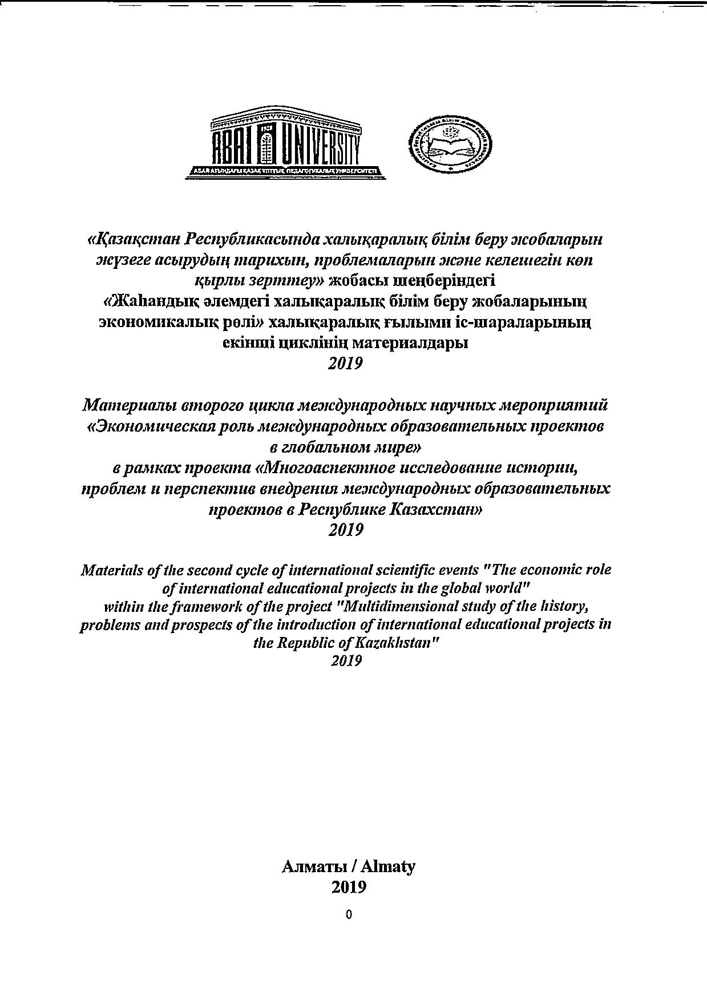 ABAI UNIVERSITY
АБАЙ АТЫНДАҒЫ ҚАЗАҚ ҰЛТТЫҚ ПЕДАГОГИКАЛЫҚ УНИВЕРСИТЕТІ
«Қазақстан Республикасында халықаралық білім беру жобаларын
жүзеге асырудың тарихын, проблемаларын және келешегін көп
қырлы зерттеу» жобасы шеңберіндегі
«Жаһандық әлемдегі халықаралық білім беру жобаларының
экономикалық рөлі» халықаралық ғылыми іс-шараларының
екінші циклінің материалдары
2019
Материалы второго цикла международных научных мероприятий
«Экономическая роль международных образовательных проектов
в глобальном мире»
в рамках проекта «Многоаспектное исследование истории,
проблем и перспектив внедрения международных образовательных
проектов в Республике Казахстан»
2019
Materials of the second cycle of international scientific events "The economic role
of international educational projects in the global world"
within the framework of the project "Multidimensional study of the history,
problems and prospects of the introduction of international educational projects in
the Republic of Kazakhstan"
2019
Алматы / Almaty
2019
0